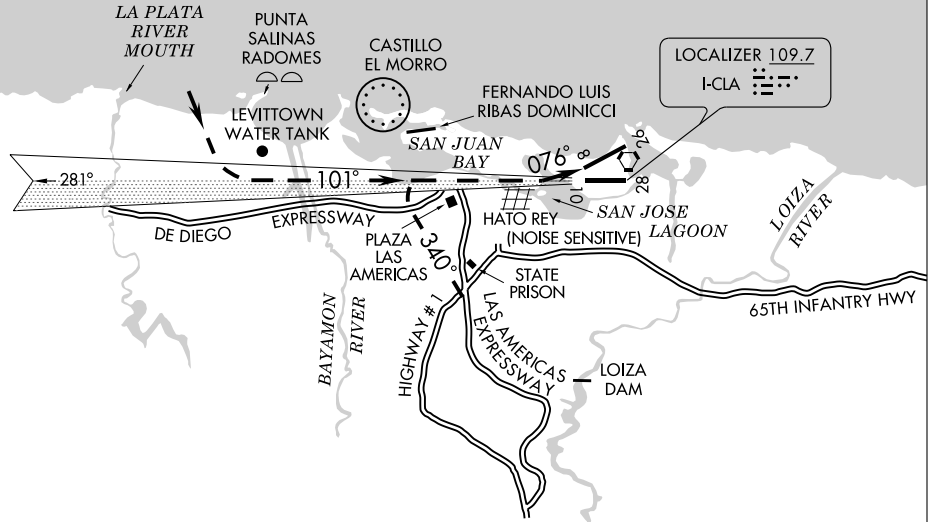 LA PLATA
RIVER
MOUTH
PUNTA
SALINAS
RADOMES
CASTILLO
EL MORRO
LOCALIZER 109.7
I-CLA
FERNANDO LUIS
RIBAS DOMINICCI
LEVITTOWN
WATER TANK
SAN JUAN
BAY
076°
8
26
281°
101°
10
28
HATO REY
(NOISE SENSITIVE)
SAN JOSE
LAGOON
LOIZA
RIVER
DE DIEGO
EXPRESSWAY
PLAZA
LAS
AMERICAS
340°
STATE
PRISON
65TH INFANTRY HWY
BAYAMON
RIVER
HIGHWAY # 1
LAS AMERICAS
EXPRESSWAY
LOIZA
DAM